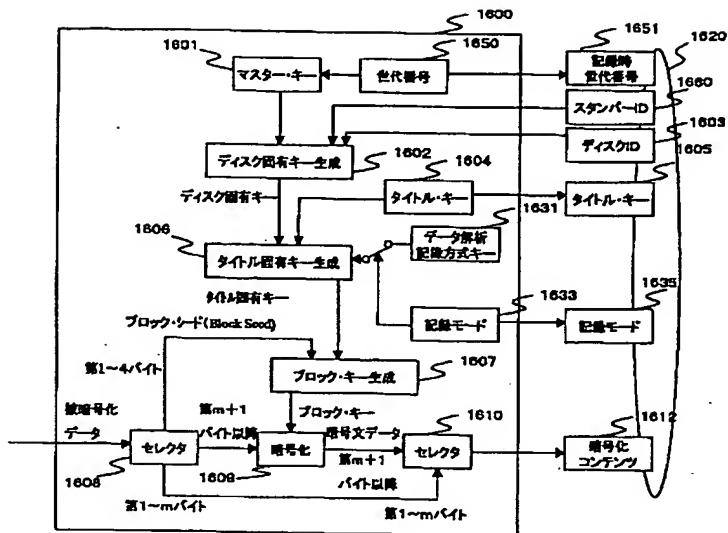 1600
1601
1650
1651
1620
マスター・キー
世代番号
記録時
世代番号
1660
スタンパーID
1603
ディスクID
1605
ディスク固有キー生成
1602
1604
ディスク固有キー
タイトル・キー
タイトル・キー
1606
1631
タイトル固有キー生成
データ解析
記録方式キー
タイトル固有キー
1633
1635
ブロック・シード(Block Seed)
記録モード
記録モード
第1~4バイト
ブロック・キー生成
1607
被暗号化
データ
第m+1
バイト以降
ブロック・キー
暗号文データ
1610
1612
セレクタ
暗号化
第m+1
バイト以降
セレクタ
暗号化
コンテンツ
1608
1609
第1~mバイト
第1~mバイト